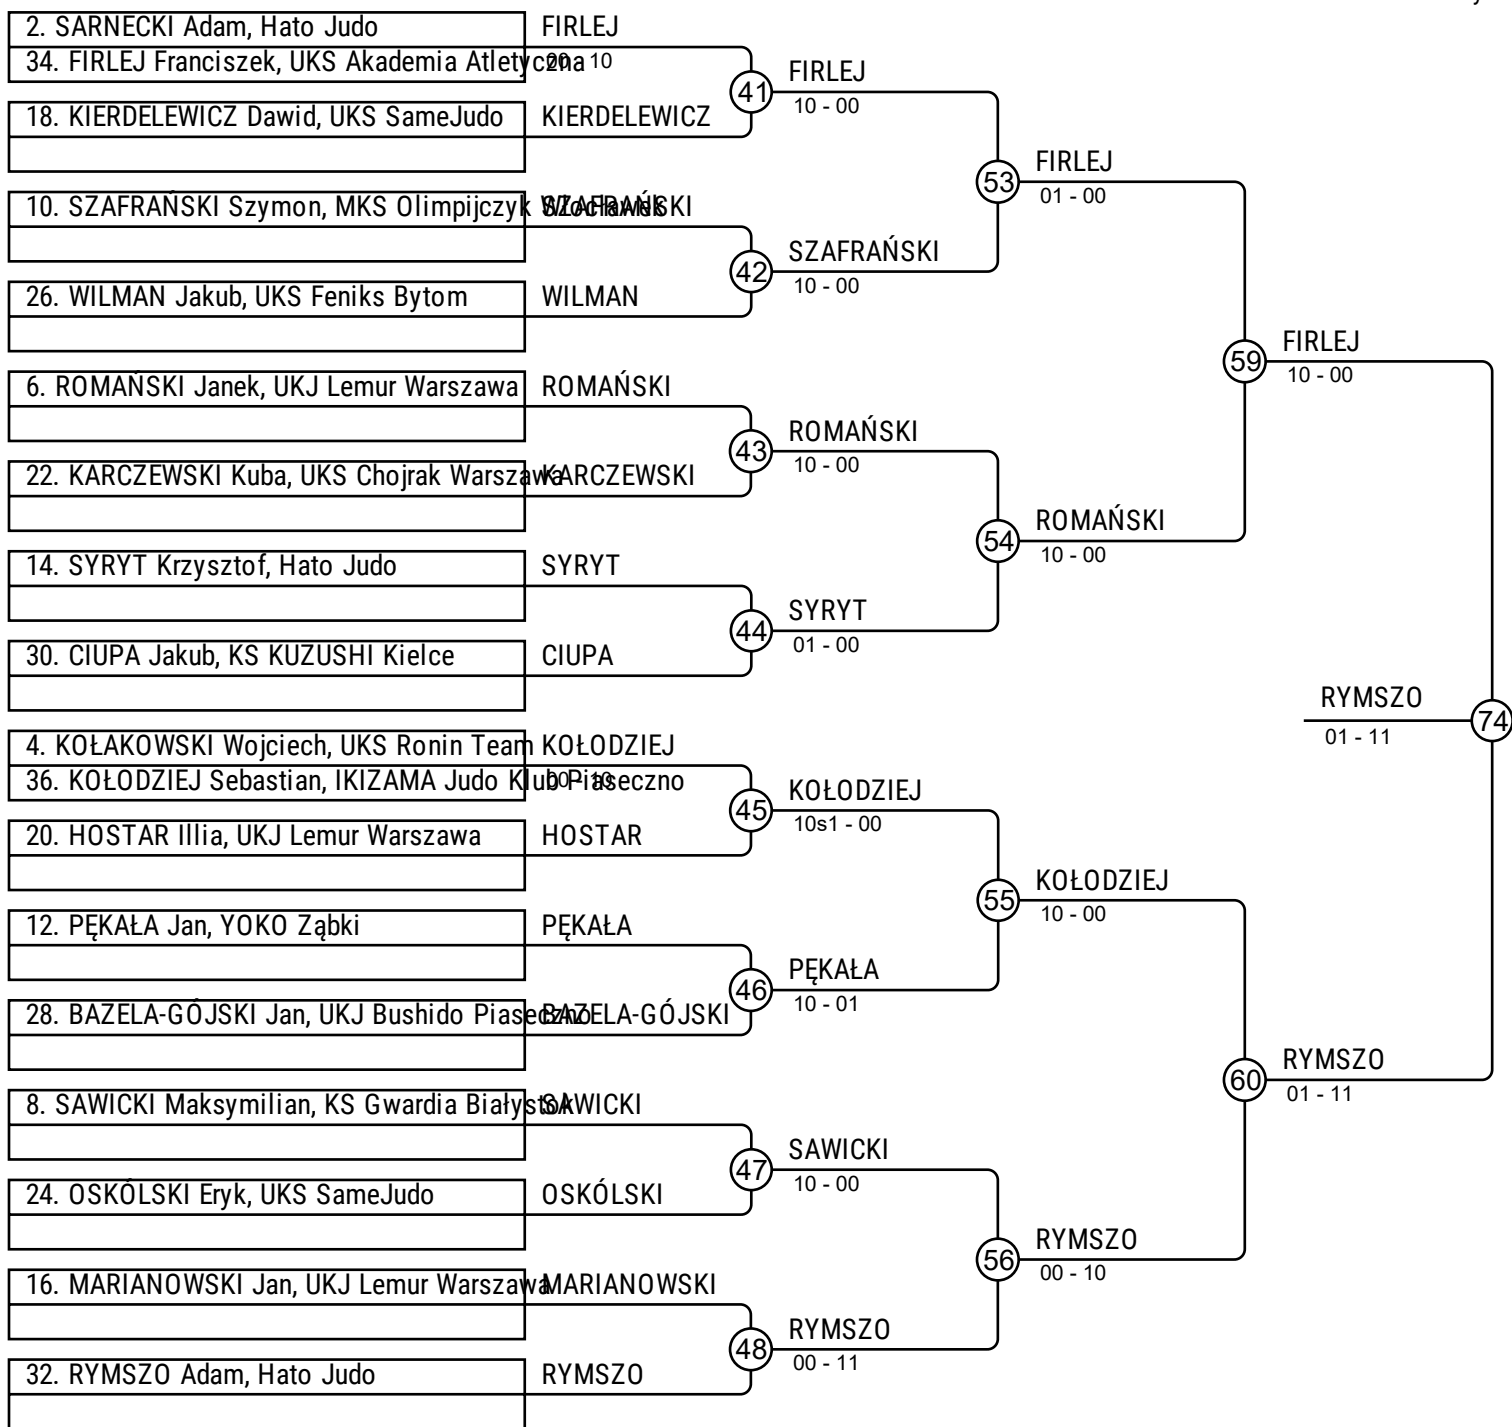 2. SARNECKI Adam, Hato Judo
FIRLEJ
34. FIRLEJ Franciszek, UKS Akademia Atletyczna
10
18. KIERDELEWICZ Dawid, UKS SameJudo
KIERDELEWICZ
41
FIRLEJ
10 - 00
10. SZAFRAŃSKI Szymon, MKS Olimpijczyk Włocławek
SZAFRAŃSKI
26. WILMAN Jakub, UKS Feniks Bytom
WILMAN
42
SZAFRAŃSKI
10 - 00
53
FIRLEJ
01 - 00
6. ROMAŃSKI Janek, UKJ Lemur Warszawa
ROMAŃSKI
22. KARCZEWSKI Kuba, UKS Chojrak Warszawa
KARCZEWSKI
43
ROMAŃSKI
10 - 00
14. SYRYT Krzysztof, Hato Judo
SYRYT
30. CIUPA Jakub, KS KUZUSHI Kielce
CIUPA
44
SYRYT
01 - 00
54
ROMAŃSKI
10 - 00
59
FIRLEJ
10 - 00
4. KOŁAKOWSKI Wojciech, UKS Ronin Team
KOŁODZIEJ
36. KOŁODZIEJ Sebastian, IKIZAMA Judo Klub Piaseczno
00 - 10
20. HOSTAR Illia, UKJ Lemur Warszawa
HOSTAR
45
KOŁODZIEJ
10s1 - 00
12. PĘKAŁA Jan, YOKO Ząbki
PĘKAŁA
28. BAZELA-GÓJSKI Jan, UKJ Bushido Piaseczno
BAZELA-GÓJSKI
46
PĘKAŁA
10 - 01
55
KOŁODZIEJ
10 - 00
8. SAWICKI Maksymilian, KS Gwardia Białystok
SAWICKI
24. OSKÓLSKI Eryk, UKS SameJudo
OSKÓLSKI
47
SAWICKI
10 - 00
16. MARIANOWSKI Jan, UKJ Lemur Warszawa
MARIANOWSKI
32. RYMSZO Adam, Hato Judo
RYMSZO
48
RYMSZO
00 - 11
56
RYMSZO
00 - 10
60
RYMSZO
01 - 11
RYMSZO
01 - 11
74